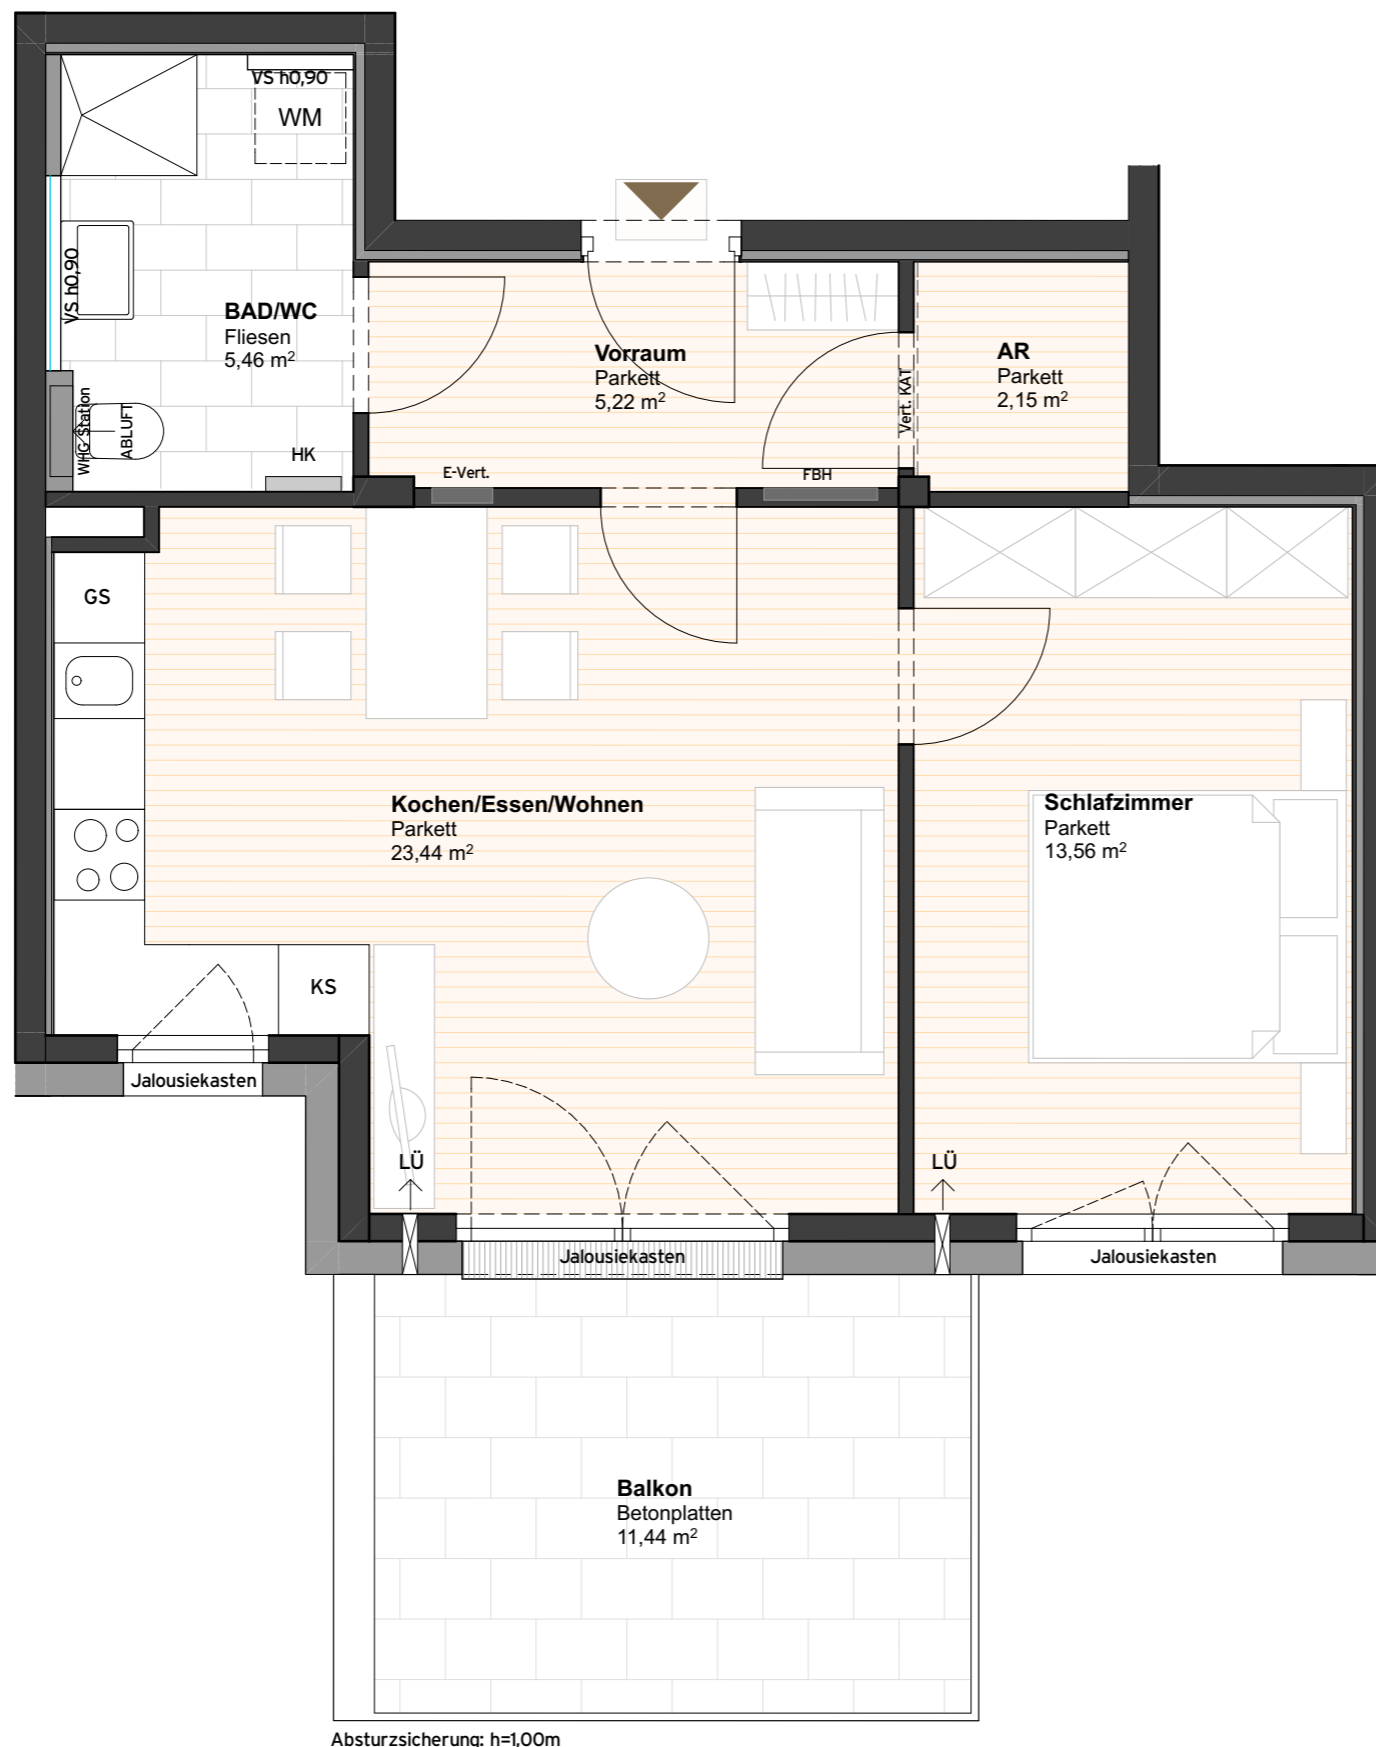 VS h0,90
WM
VS h0,90
BAD/WC
Fliesen
5,46 m²
WHG Station
ABLUFT
HK
Vorraum
Parkett
5,22 m²
E-Vert.
FBH
Vert. KAT
AR
Parkett
2,15 m²
GS
Kochen/Essen/Wohnen
Parkett
23,44 m²
Schlafzimmer
Parkett
13,56 m²
KS
Jalousiekasten
LÜ
LÜ
Jalousiekasten
Jalousiekasten
Balkon
Betonplatten
11,44 m²
Absturzsicherung: h=1,00m